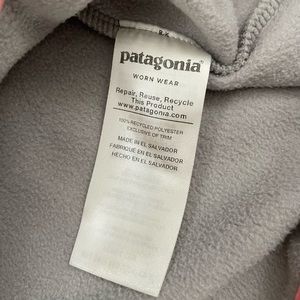 patagonia
WORN WEAR
Repair, Reuse, Recycle
This Product
www.patagonia.com
100% RECYCLED POLYESTER
EXCLUSIVE OF TRIM
MADE IN EL SALVADOR
FABRIQUÉ EN EL SALVADOR
HECHO EN EL SALVADOR